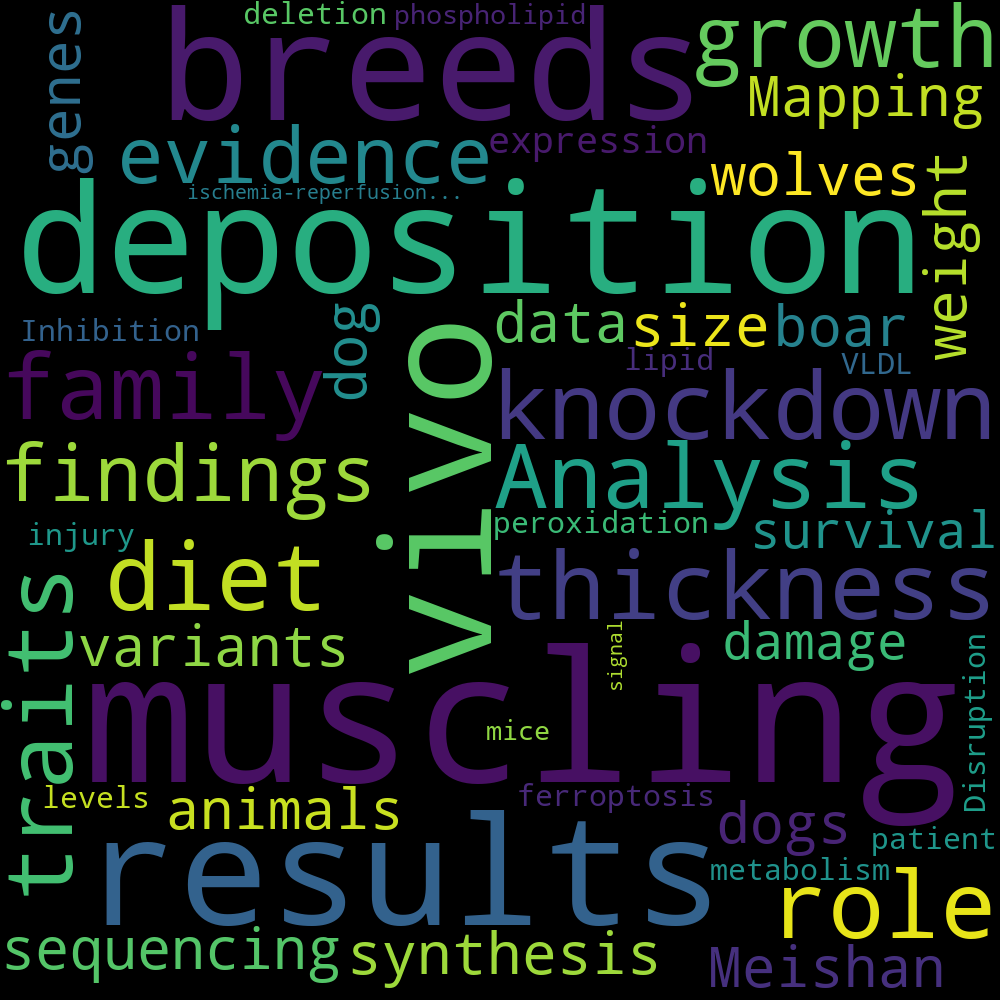 deletion
phospholipid
genes
breeds
growth
Mapping
evidence
expression
wolves
ischemia-reperfusion...
deposition
weight
Inhibition
dog
data
size
boar
family
vivo
lipid
VLDL
knockdown
findings
Analysis
injury
peroxidation
survival
diet
thickness
traits
variants
signal
damage
muscling
mice
Disruption
levels
animals
ferroptosis
dogs
patient
results
metabolism
role
sequencing
synthesis
Meishan